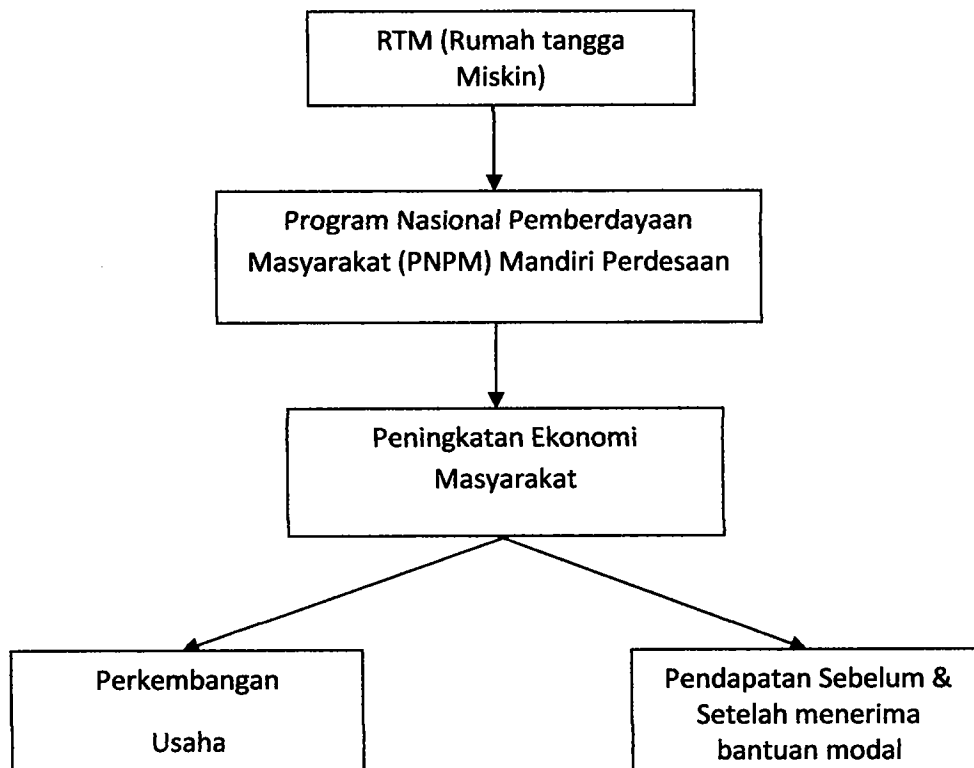 RTM (Rumah tangga
Miskin)
Program Nasional Pemberdayaan
Masyarakat (PNPM) Mandiri Perdesaan
Peningkatan Ekonomi
Masyarakat
Perkembangan
Usaha
Pendapatan Sebelum &
Setelah menerima
bantuan modal